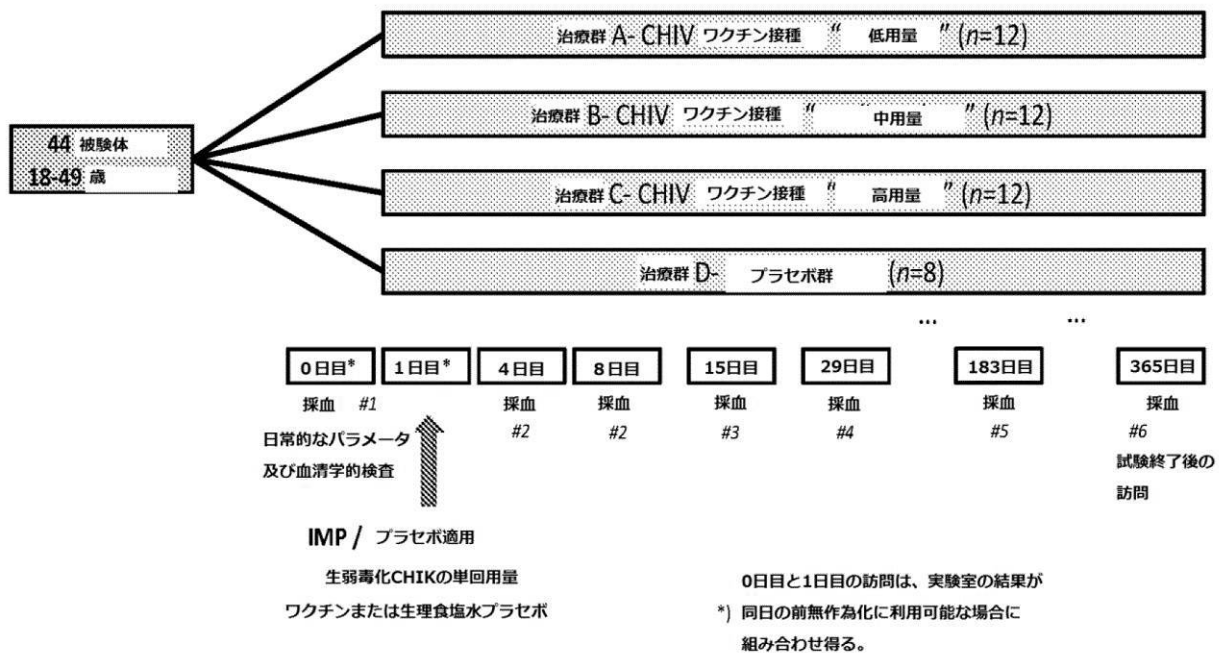 治療群 A- CHIV ワクチン接種 “ 低用量 ” (n=12)
治療群 B- CHIV ワクチン接種 “ 中用量 ” (n=12)
44 被験体
18-49 歳
治療群 C- CHIV ワクチン接種 “ 高用量 ” (n=12)
治療群 D- プラセボ群 (n=8)
... ...
0日目* 1日目* 4日目 8日目 15日目 29日目 183日目 365日目
採血 #1 採血 採血 採血 採血 採血 採血
#2 #2 #3 #4 #5 #6
日常的なパラメータ
及び血清学的検査
試験終了後の
訪問
IMP / プラセボ適用
生弱毒化CHIKの単回用量
ワクチンまたは生理食塩水プラセボ
0日目と1日目の訪問は、実験室の結果が
*) 同日の前無作為化に利用可能な場合に
組み合わせ得る。